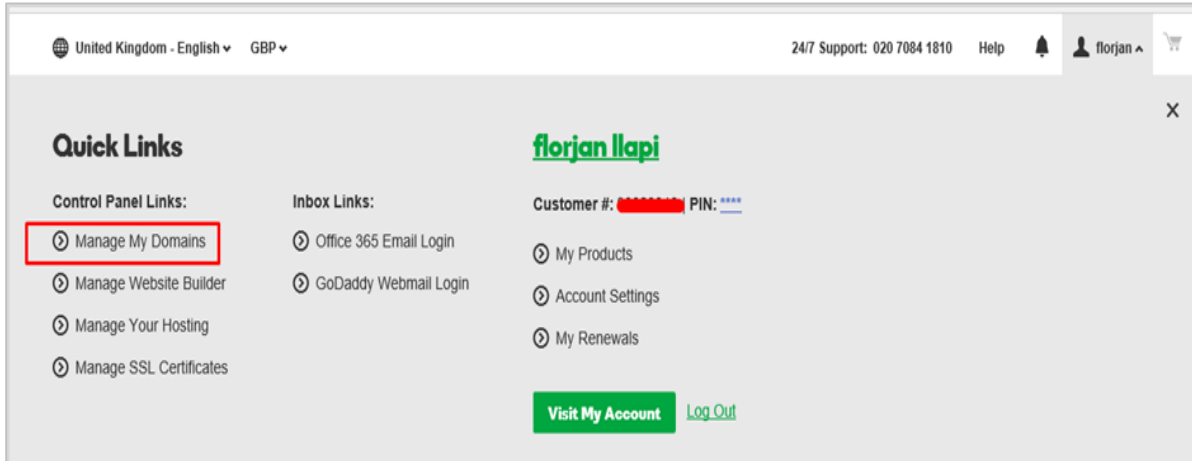 United Kingdom - English GBP 24/7 Support: 020 7084 1810 Help florjan
X
Quick Links
Control Panel Links:
Manage My Domains
Manage Website Builder
Manage Your Hosting
Manage SSL Certificates
Inbox Links:
Office 365 Email Login
GoDaddy Webmail Login
florjan llapi
Customer #: | PIN: ****
My Products
Account Settings
My Renewals
Visit My Account Log Out